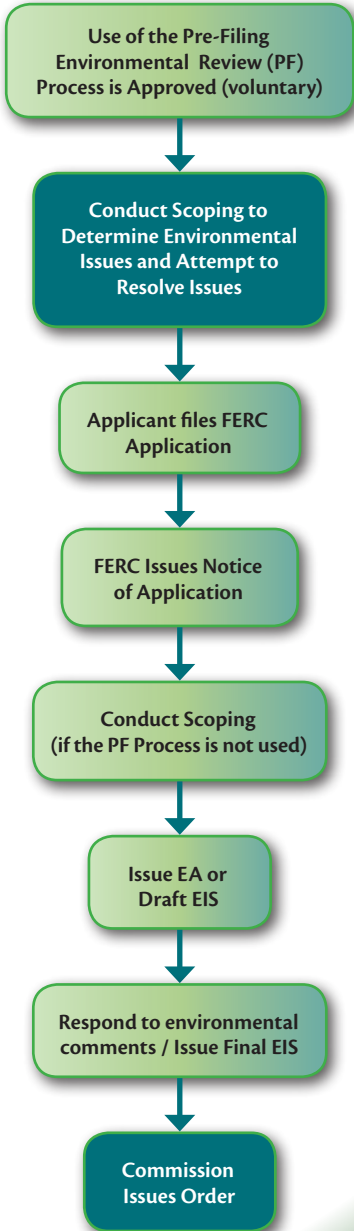 Use of the Pre-Filing
Environmental Review (PF)
Process is Approved (voluntary)
Conduct Scoping to
Determine Environmental
Issues and Attempt to
Resolve Issues
Applicant files FERC
Application
FERC Issues Notice
of Application
Conduct Scoping
(if the PF Process is not used)
Issue EA or
Draft EIS
Respond to environmental
comments / Issue Final EIS
Commission
Issues Order